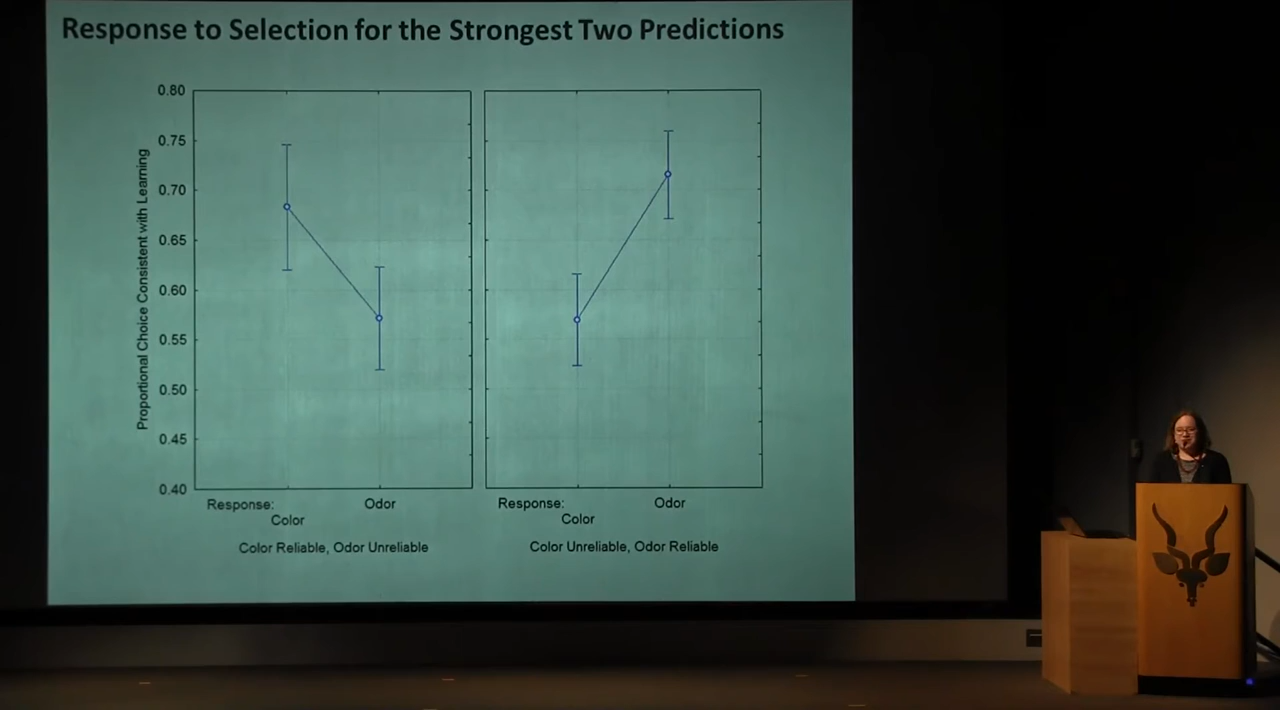 Response to Selection for the Strongest Two Predictions
Proportional Choice Consistent with Learning
0.80
0.75
0.70
0.65
0.60
0.55
0.50
0.45
0.40
Response:
Color
Odor
Color Reliable, Odor Unreliable
Response:
Color
Odor
Color Unreliable, Odor Reliable